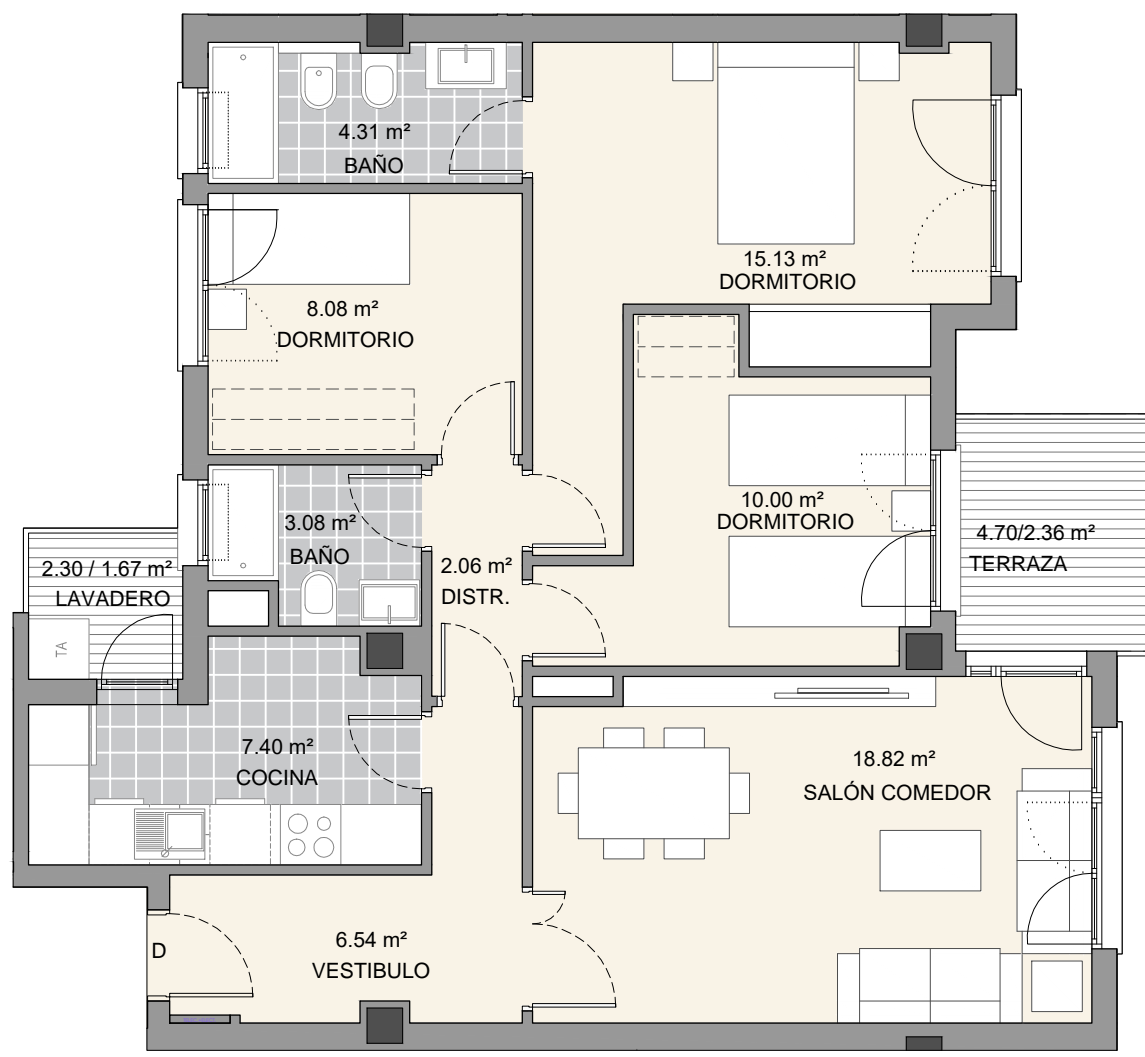 4.31 m²
BAÑO
15.13 m²
DORMITORIO
8.08 m²
DORMITORIO
10.00 m²
DORMITORIO
3.08 m²
BAÑO
4.70/2.36 m²
TERRAZA
2.30 / 1.67 m²
LAVADERO
2.06 m²
DISTR.
TA
7.40 m²
COCINA
18.82 m²
SALÓN COMEDOR
6.54 m²
VESTIBULO
D